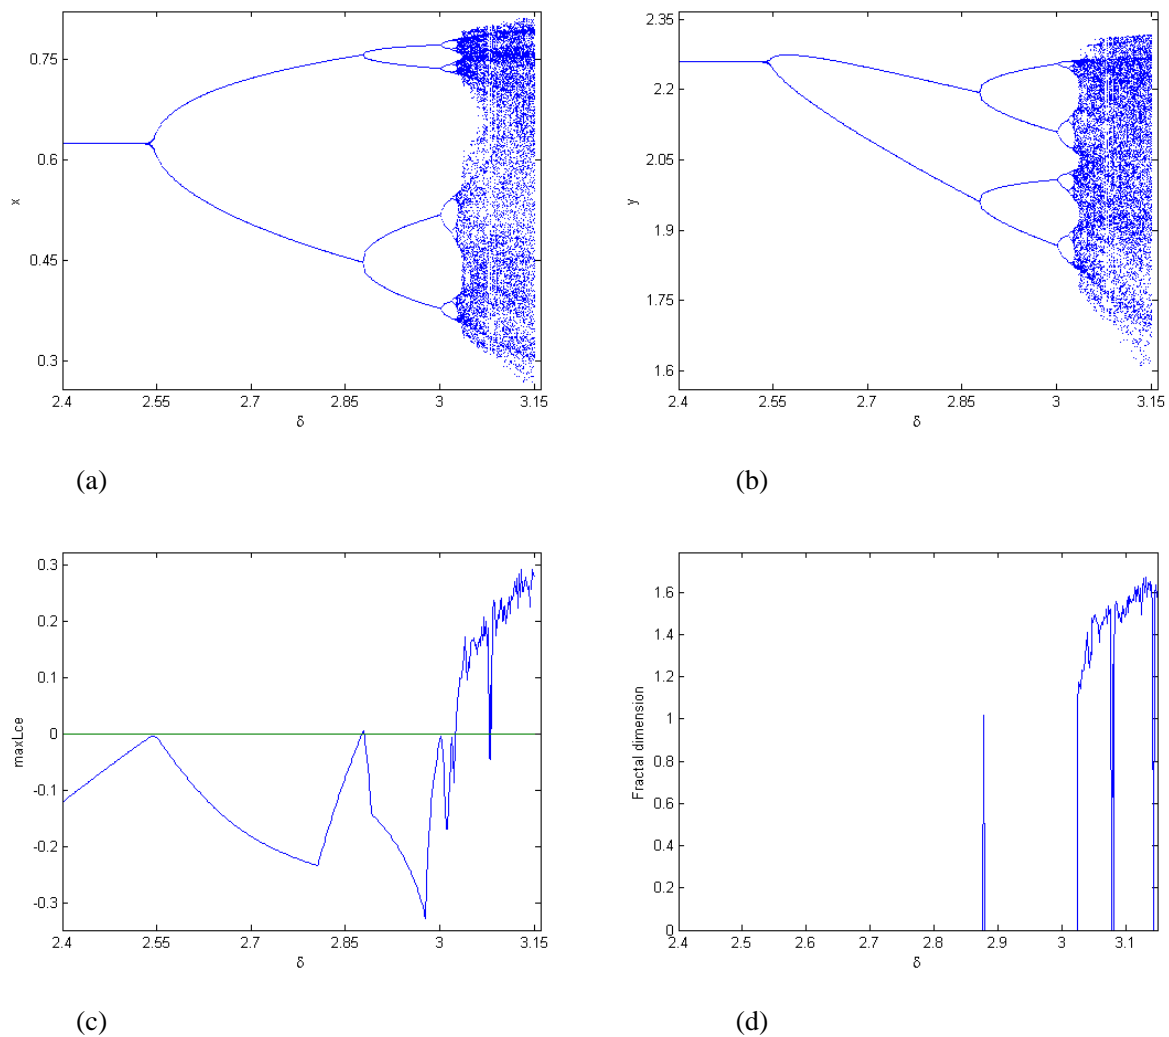 0.75
0.6
0.45
0.3
x
2.4 2.55 2.7 2.85 3 3.15
δ
(a)
2.35
2.2
2.05
1.9
1.75
1.6
y
2.4 2.55 2.7 2.85 3 3.15
δ
(b)
0.3
0.2
0.1
0
-0.1
-0.2
-0.3
maxLce
2.4 2.55 2.7 2.85 3 3.15
δ
(c)
1.6
1.4
1.2
1
0.8
0.6
0.4
0.2
0
Fractal dimension
2.4 2.5 2.6 2.7 2.8 2.9 3 3.1
δ
(d)